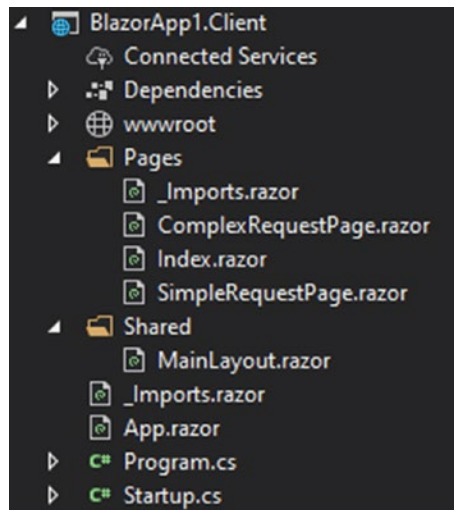 BlazorApp1.Client
Connected Services
Dependencies
wwwroot
Pages
_Imports.razor
ComplexRequestPage.razor
Index.razor
SimpleRequestPage.razor
Shared
MainLayout.razor
_Imports.razor
App.razor
C# Program.cs
C# Startup.cs